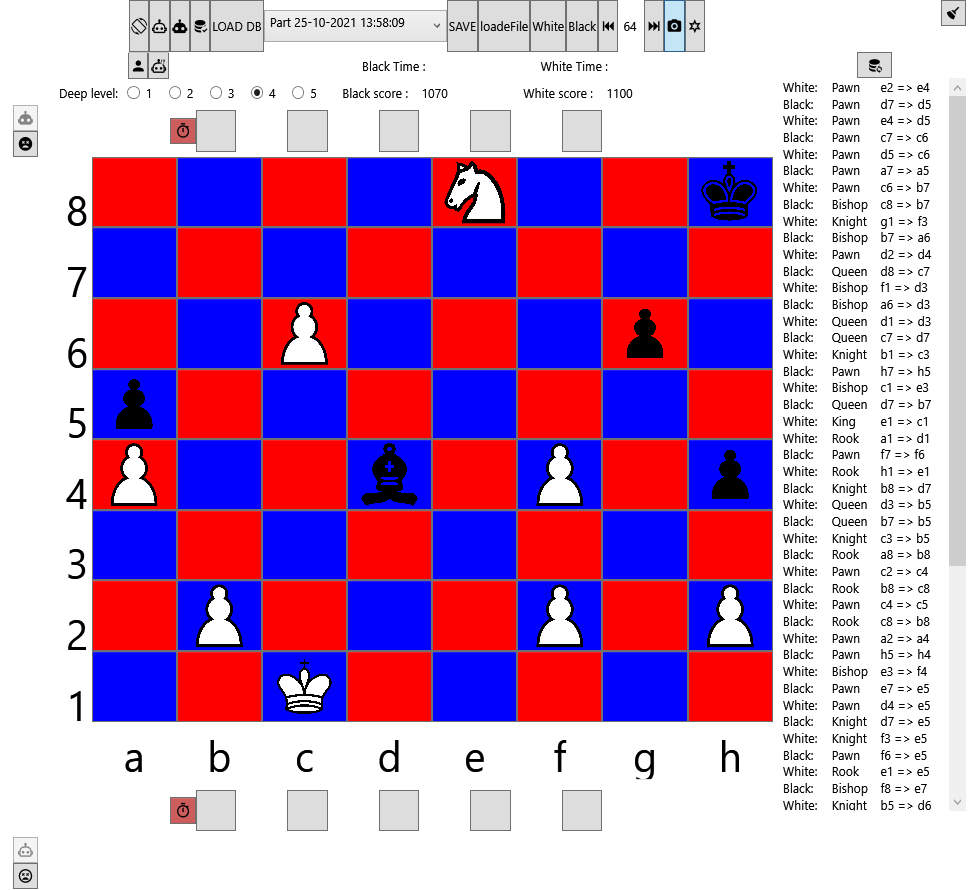 LOAD DB Part 25-10-2021 13:58:09 SAVE loadeFile White Black 64
Black Time : White Time :
Deep level: 1 2 3 4 5 Black score : 1070 White score : 1100
8
7
6
5
4
3
2
1
a b c d e f g h
White: Pawn e2 => e4
Black: Pawn d7 => d5
White: Pawn e4 => d5
Black: Pawn c7 => c6
White: Pawn d5 => c6
Black: Pawn a7 => a5
White: Pawn c6 => b7
Black: Bishop c8 => b7
White: Knight g1 => f3
Black: Bishop b7 => a6
White: Pawn d2 => d4
Black: Queen d8 => c7
White: Bishop f1 => d3
Black: Bishop a6 => d3
White: Queen d1 => d3
Black: Queen c7 => d7
White: Knight b1 => c3
Black: Pawn h7 => h5
White: Bishop c1 => e3
Black: Queen d7 => b7
White: King e1 => c1
White: Rook a1 => d1
Black: Pawn f7 => f6
White: Rook h1 => e1
Black: Knight b8 => d7
White: Queen d3 => b5
Black: Queen b7 => b5
White: Knight c3 => b5
Black: Rook a8 => b8
White: Pawn c2 => c4
Black: Rook b8 => c8
White: Pawn c4 => c5
Black: Rook c8 => b8
White: Pawn a2 => a4
Black: Pawn h5 => h4
White: Bishop e3 => f4
Black: Pawn e7 => e5
White: Pawn d4 => e5
Black: Knight d7 => e5
White: Knight f3 => e5
Black: Pawn f6 => e5
White: Rook e1 => e5
Black: Bishop f8 => e7
White: Knight b5 => d6